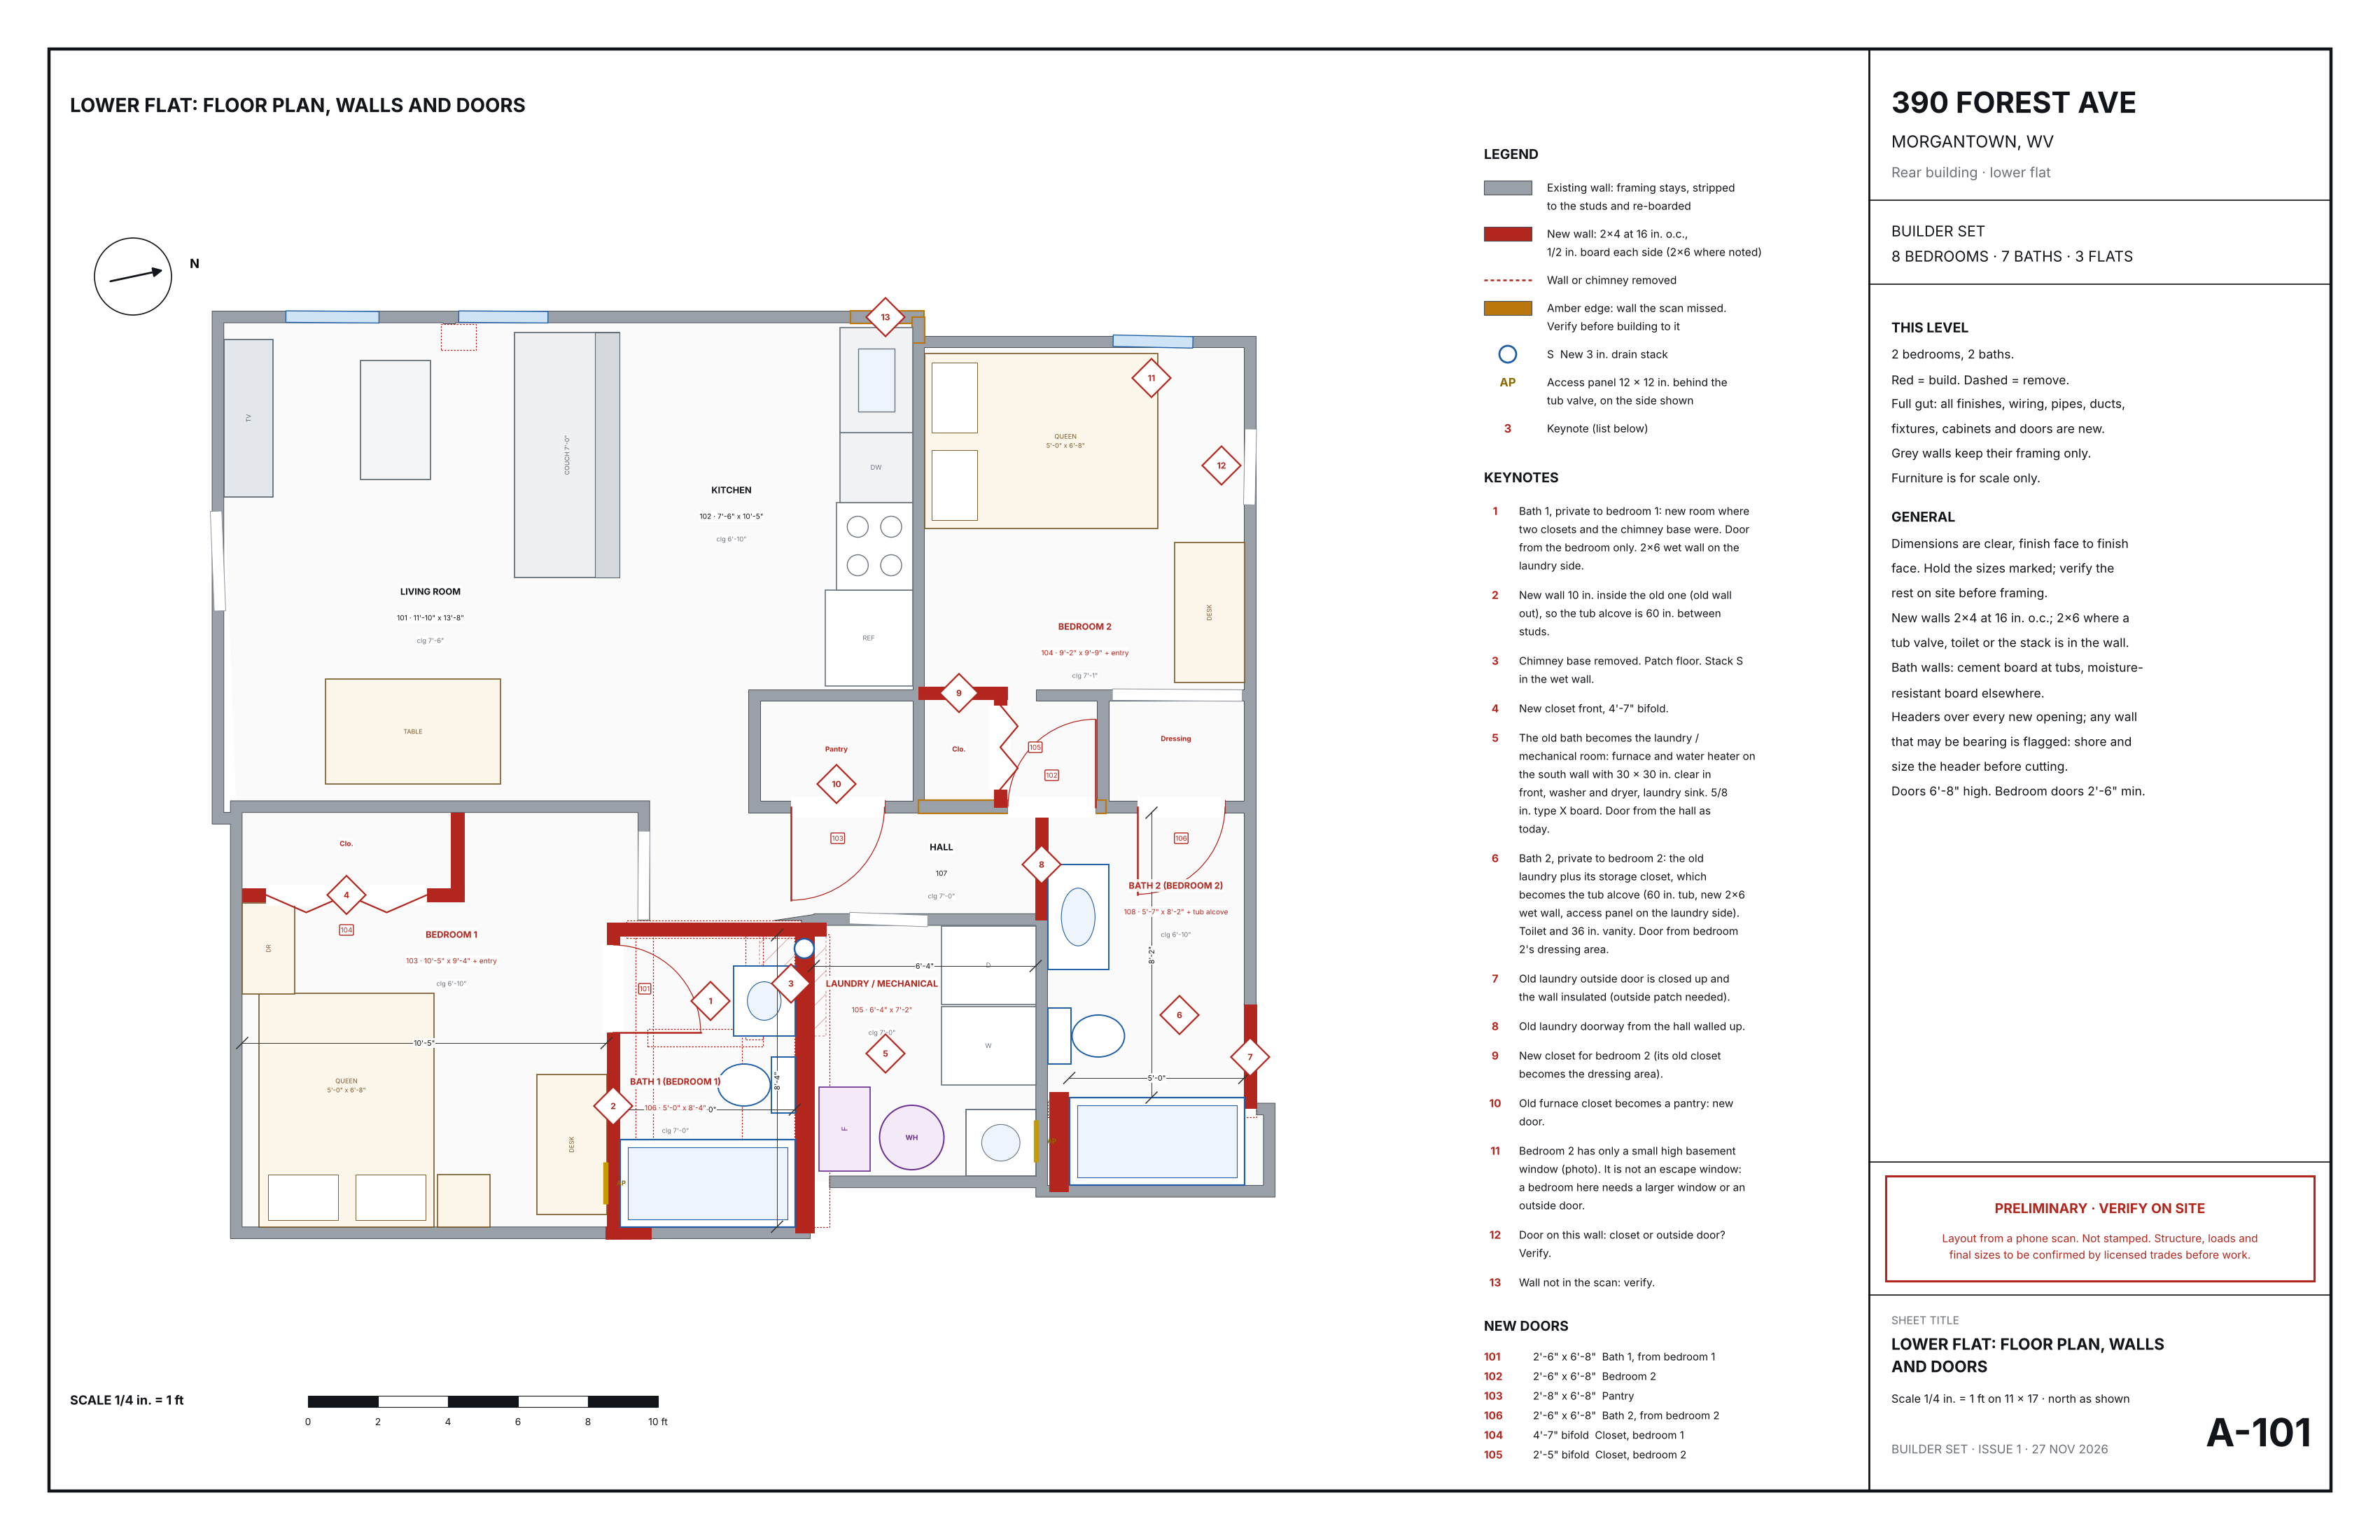 LOWER FLAT: FLOOR PLAN, WALLS AND DOORS
N
13
TV
COUCH 7'-0"
KITCHEN
102 · 7'-6" x 10'-5"
clg 6'-10"
DW
REF
LIVING ROOM
101 · 11'-10" x 13'-8"
clg 7'-6"
TABLE
QUEEN
5'-0" x 6'-8"
11
12
DESK
BEDROOM 2
104 · 9'-2" x 9'-9" + entry
clg 7'-1"
9
Pantry
10
Clo.
105
102
Dressing
103
106
HALL
107
clg 7'-0"
8
Clo.
4
104
DR
BEDROOM 1
103 · 10'-5" x 9'-4" + entry
clg 6'-10"
10'-5"
QUEEN
5'-0" x 6'-8"
DESK
101
1
3
2
BATH 1 (BEDROOM 1)
106 · 5'-0" x 8'-4"
0"
clg 7'-0"
8'-4"
AP
6'-4"
D
LAUNDRY / MECHANICAL
105 · 6'-4" x 7'-2"
clg 7'-0"
5
W
F
WH
BATH 2 (BEDROOM 2)
108 · 5'-7" x 8'-2" + tub alcove
clg 6'-10"
8'-2"
6
7
5'-0"
AP
SCALE 1/4 in. = 1 ft
0 2 4 6 8 10 ft
LEGEND
Existing wall: framing stays, stripped
to the studs and re-boarded
New wall: 2×4 at 16 in. o.c.,
1/2 in. board each side (2×6 where noted)
Wall or chimney removed
Amber edge: wall the scan missed.
Verify before building to it
S New 3 in. drain stack
AP Access panel 12 × 12 in. behind the
tub valve, on the side shown
3 Keynote (list below)
KEYNOTES
1 Bath 1, private to bedroom 1: new room where
two closets and the chimney base were. Door
from the bedroom only. 2×6 wet wall on the
laundry side.
2 New wall 10 in. inside the old one (old wall
out), so the tub alcove is 60 in. between
studs.
3 Chimney base removed. Patch floor. Stack S
in the wet wall.
4 New closet front, 4'-7" bifold.
5 The old bath becomes the laundry /
mechanical room: furnace and water heater on
the south wall with 30 × 30 in. clear in
front, washer and dryer, laundry sink. 5/8
in. type X board. Door from the hall as
today.
6 Bath 2, private to bedroom 2: the old
laundry plus its storage closet, which
becomes the tub alcove (60 in. tub, new 2×6
wet wall, access panel on the laundry side).
Toilet and 36 in. vanity. Door from bedroom
2's dressing area.
7 Old laundry outside door is closed up and
the wall insulated (outside patch needed).
8 Old laundry doorway from the hall walled up.
9 New closet for bedroom 2 (its old closet
becomes the dressing area).
10 Old furnace closet becomes a pantry: new
door.
11 Bedroom 2 has only a small high basement
window (photo). It is not an escape window:
a bedroom here needs a larger window or an
outside door.
12 Door on this wall: closet or outside door?
Verify.
13 Wall not in the scan: verify.
NEW DOORS
101 2'-6" x 6'-8" Bath 1, from bedroom 1
102 2'-6" x 6'-8" Bedroom 2
103 2'-8" x 6'-8" Pantry
106 2'-6" x 6'-8" Bath 2, from bedroom 2
104 4'-7" bifold Closet, bedroom 1
105 2'-5" bifold Closet, bedroom 2
390 FOREST AVE
MORGANTOWN, WV
Rear building · lower flat
BUILDER SET
8 BEDROOMS · 7 BATHS · 3 FLATS
THIS LEVEL
2 bedrooms, 2 baths.
Red = build. Dashed = remove.
Full gut: all finishes, wiring, pipes, ducts,
fixtures, cabinets and doors are new.
Grey walls keep their framing only.
Furniture is for scale only.
GENERAL
Dimensions are clear, finish face to finish
face. Hold the sizes marked; verify the
rest on site before framing.
New walls 2×4 at 16 in. o.c.; 2×6 where a
tub valve, toilet or the stack is in the wall.
Bath walls: cement board at tubs, moisture-
resistant board elsewhere.
Headers over every new opening; any wall
that may be bearing is flagged: shore and
size the header before cutting.
Doors 6'-8" high. Bedroom doors 2'-6" min.
PRELIMINARY · VERIFY ON SITE
Layout from a phone scan. Not stamped. Structure, loads and
final sizes to be confirmed by licensed trades before work.
SHEET TITLE
LOWER FLAT: FLOOR PLAN, WALLS
AND DOORS
Scale 1/4 in. = 1 ft on 11 × 17 · north as shown
BUILDER SET · ISSUE 1 · 27 NOV 2026
A-101